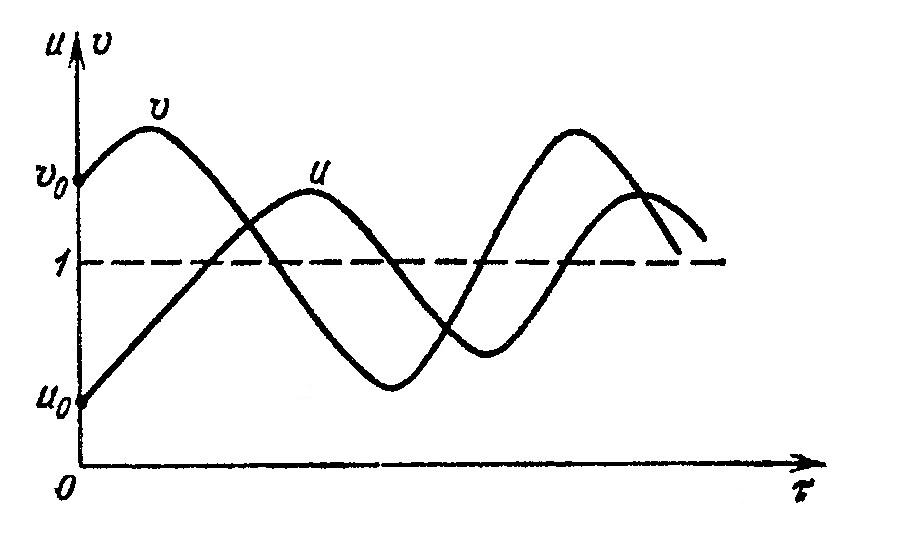 u v
v
v₀
u
1
u₀
0
τ